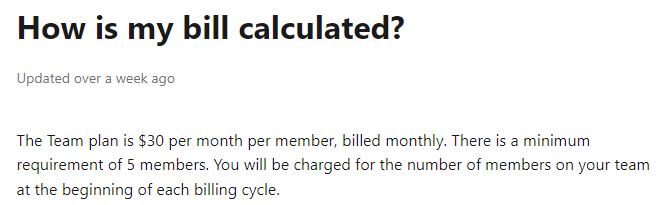 How is my bill calculated?
Updated over a week ago
The Team plan is $30 per month per member, billed monthly. There is a minimum
requirement of 5 members. You will be charged for the number of members on your team
at the beginning of each billing cycle.